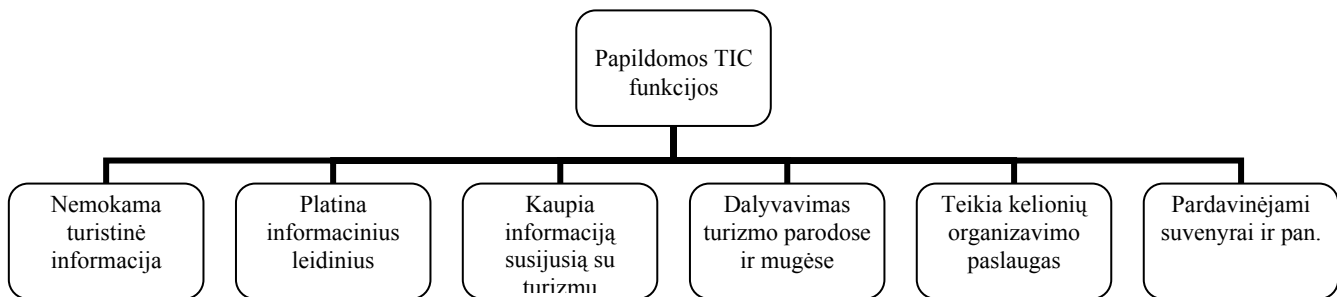 Papildomos TIC
funkcijos
Nemokama
turistinė
informacija
Platina
informacinius
leidinius
Kaupia
informaciją
susijusią su
turizmu
Dalyvavimas
turizmo parodose
ir mugėse
Teikia kelionių
organizavimo
paslaugas
Pardavinėjami
suvenyrai ir pan.